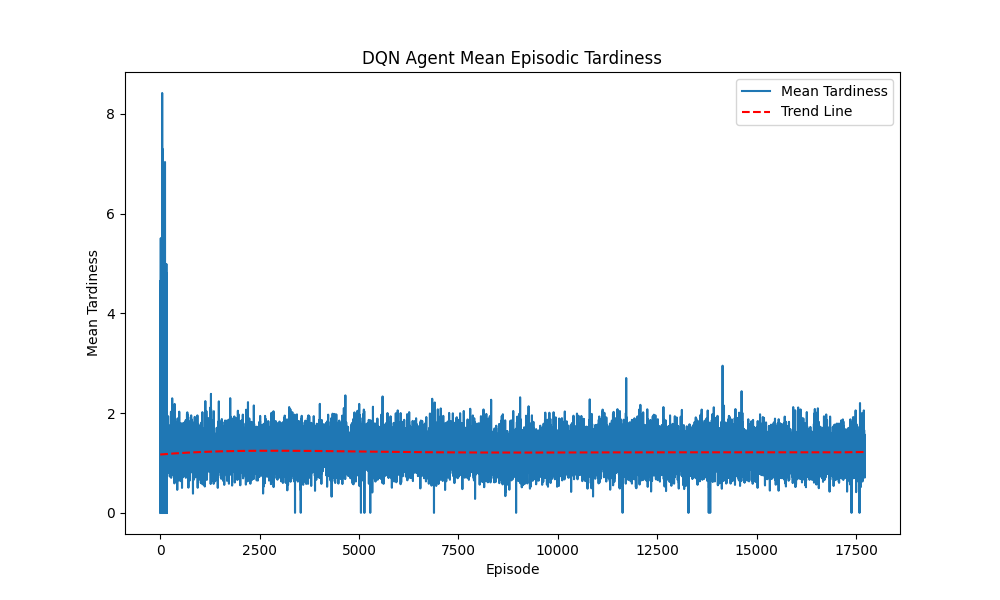 DQN Agent Mean Episodic Tardiness
Mean Tardiness
Trend Line
Mean Tardiness
8
6
4
2
0
0 2500 5000 7500 10000 12500 15000 17500
Episode